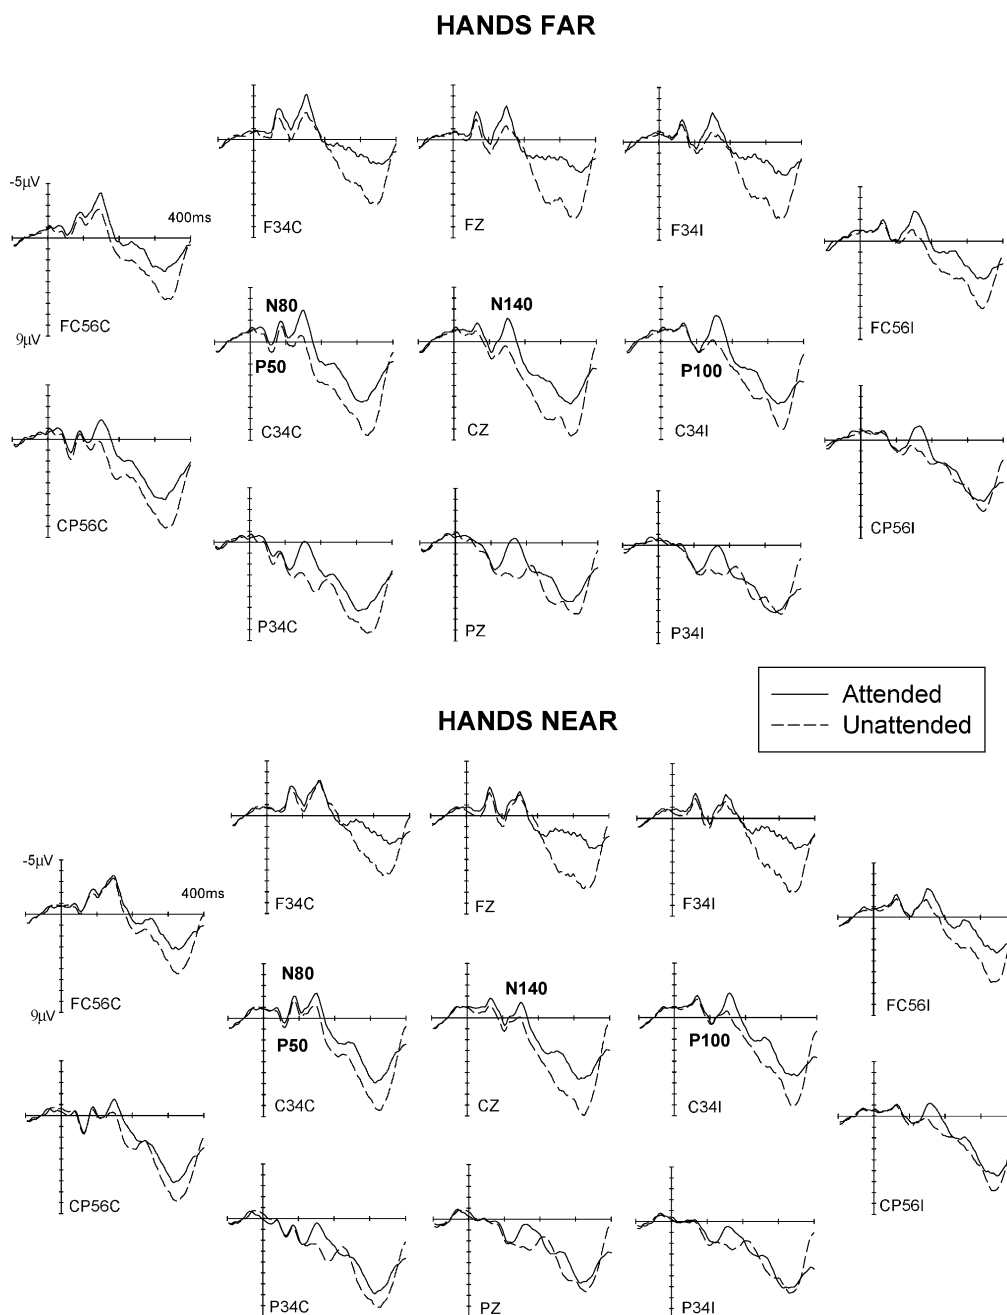 HANDS FAR
-5µV
400ms
F34C
FZ
F34I
FC56C
FC56I
9µV
N80
N140
P50
P100
C34C
CZ
C34I
CP56C
CP56I
P34C
PZ
P34I
Attended
Unattended
HANDS NEAR
-5µV
400ms
F34C
FZ
F34I
FC56C
FC56I
9µV
N80
N140
P50
P100
C34C
CZ
C34I
CP56C
CP56I
P34C
PZ
P34I